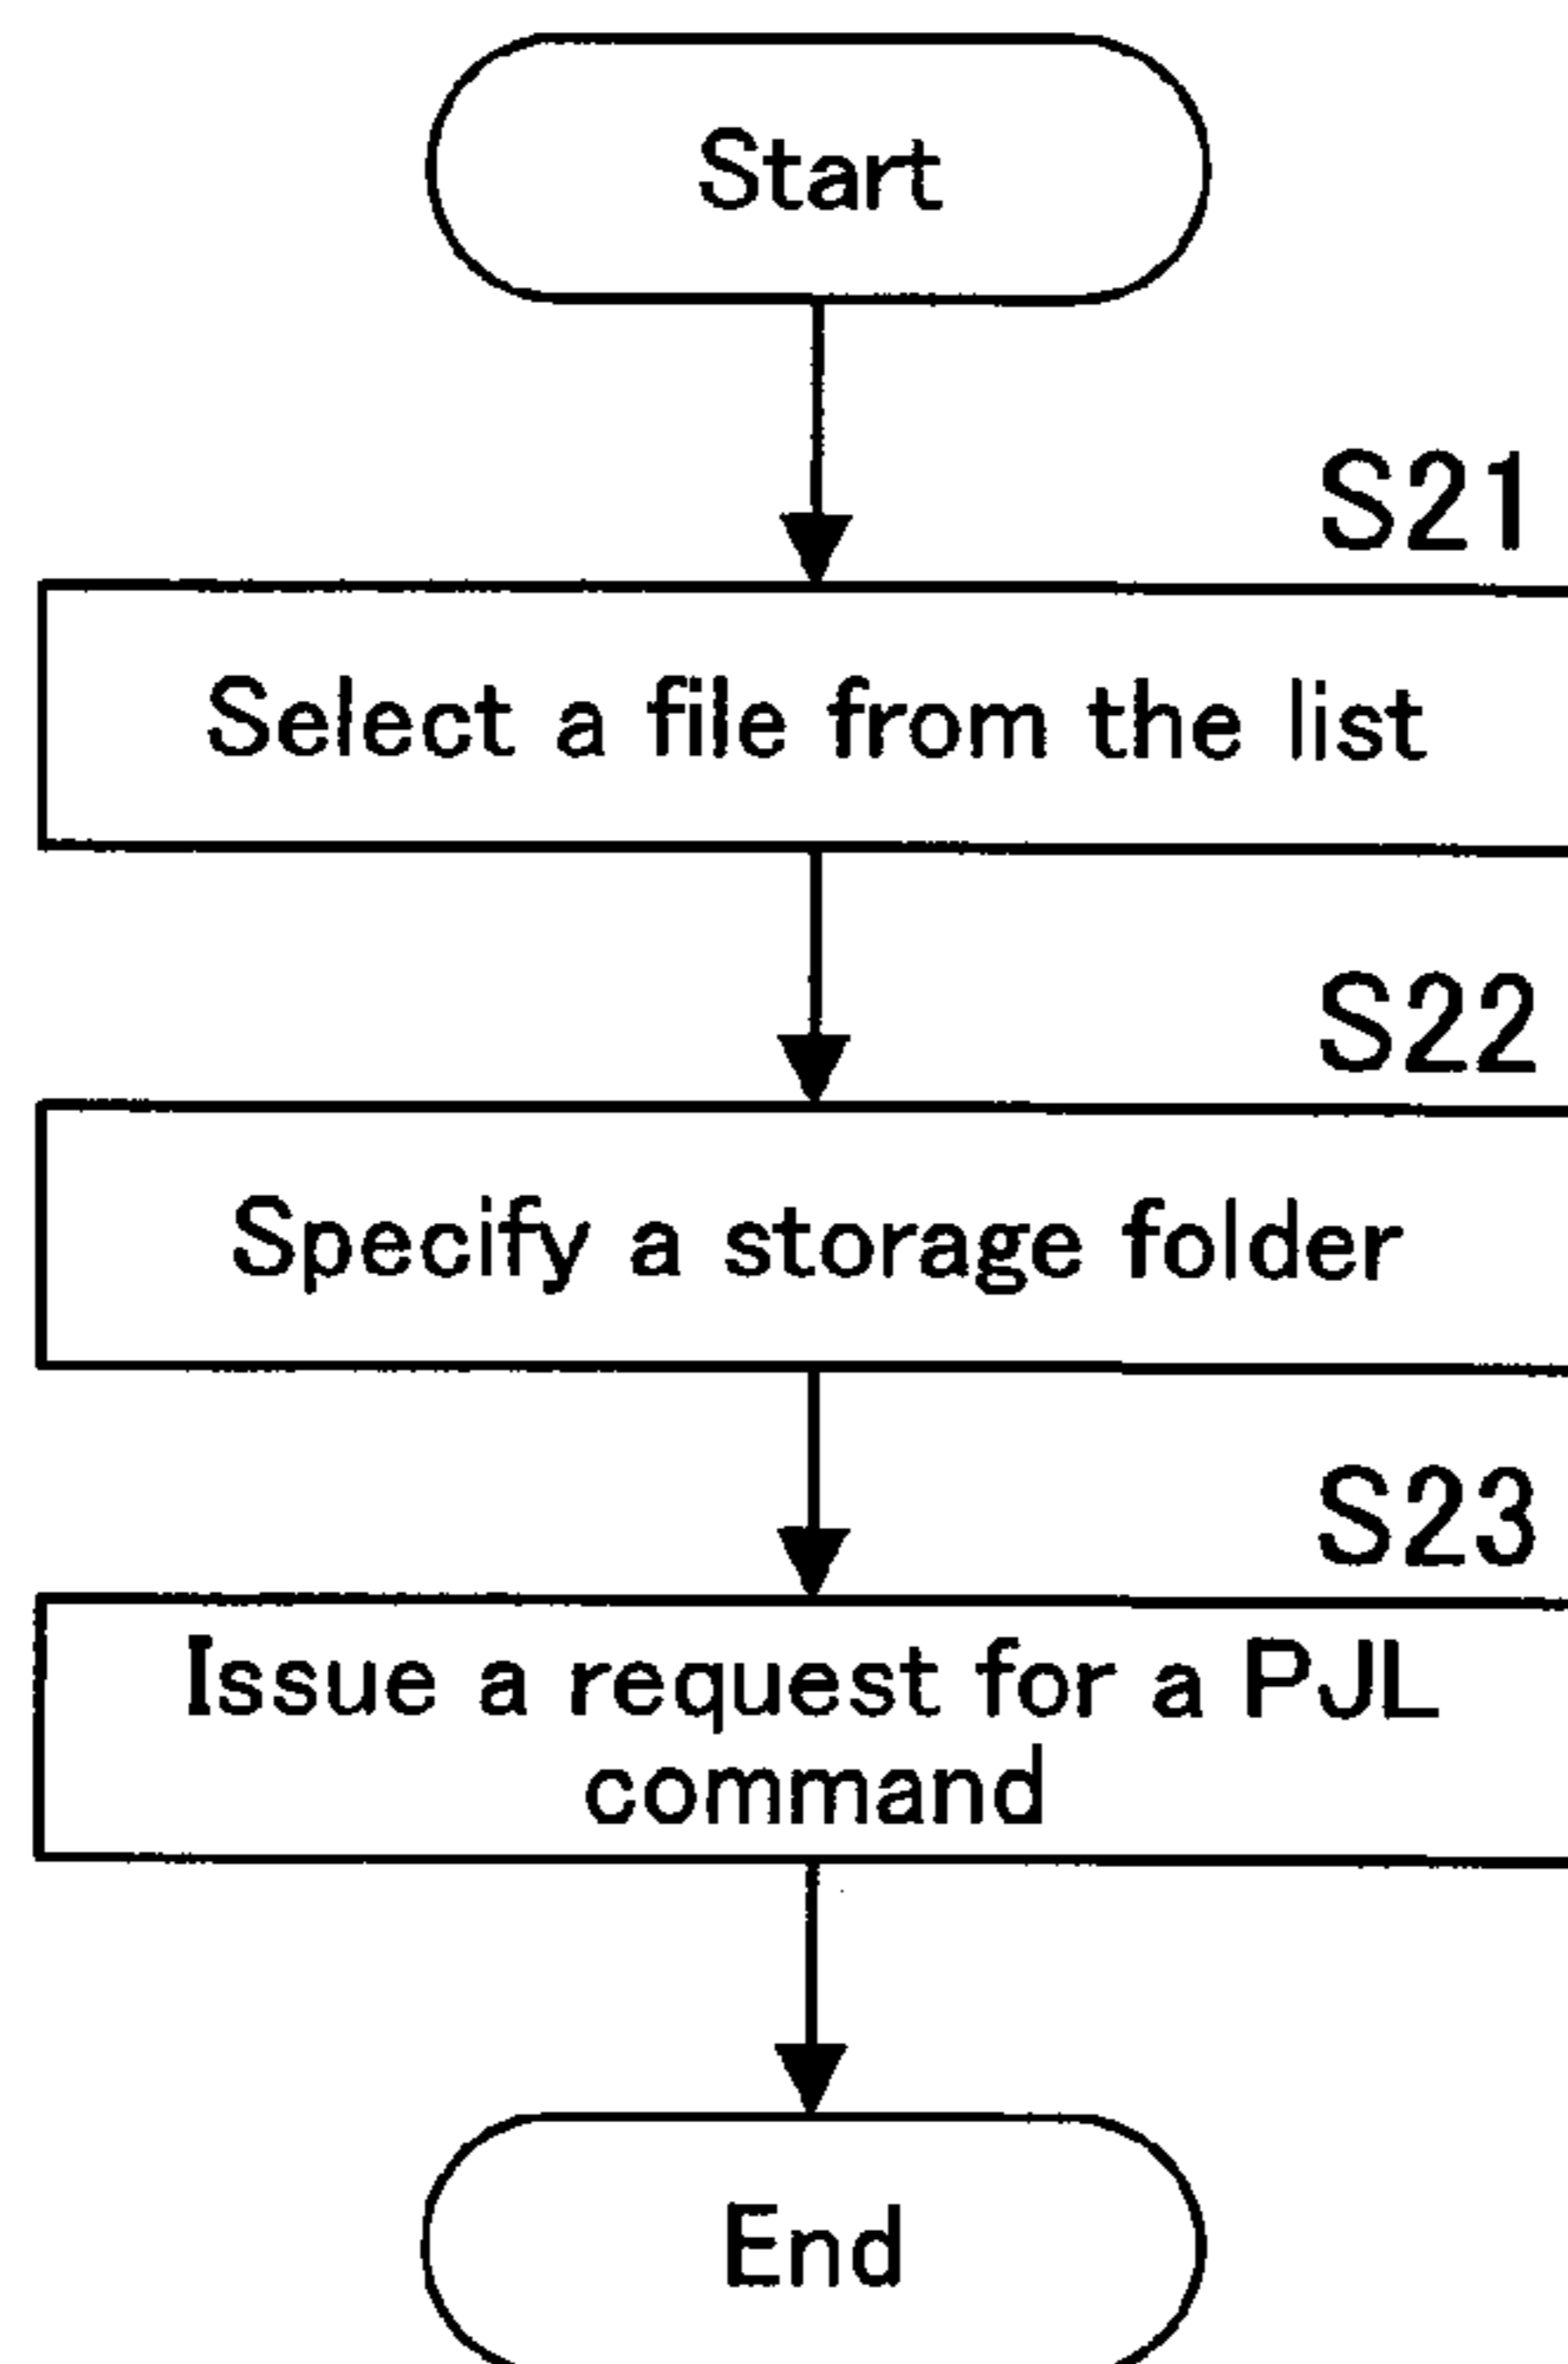 Start
S21
Select a file from the list
S22
Specify a storage folder
S23
Issue a request for a PJL
command
End